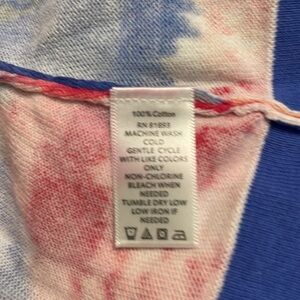 100% Cotton
RN 81893
MACHINE WASH
COLD
GENTLE CYCLE
WITH LIKE COLORS
ONLY
NON-CHLORINE
BLEACH WHEN
NEEDED
TUMBLE DRY LOW
LOW IRON IF
NEEDED